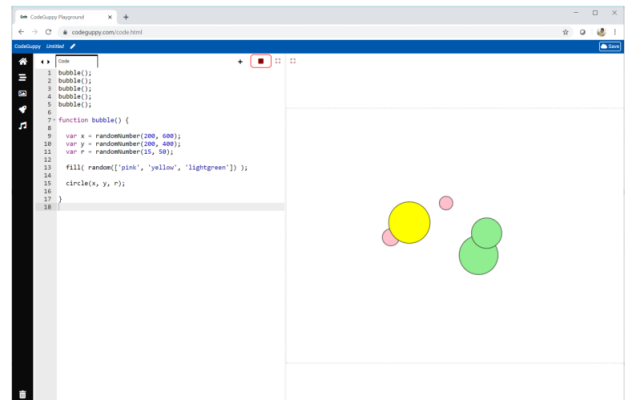 CodeGuppy Playground
codeguppy.com/code.html
CodeGuppy Untitled
Save
Code
1 bubble();
2 bubble();
3 bubble();
4 bubble();
5 bubble();
6
7 function bubble() {
8
9 var x = randomNumber(200, 600);
10 var y = randomNumber(200, 400);
11 var r = randomNumber(15, 50);
12
13 fill( random(['pink', 'yellow', 'lightgreen']) );
14
15 circle(x, y, r);
16
17 }
18